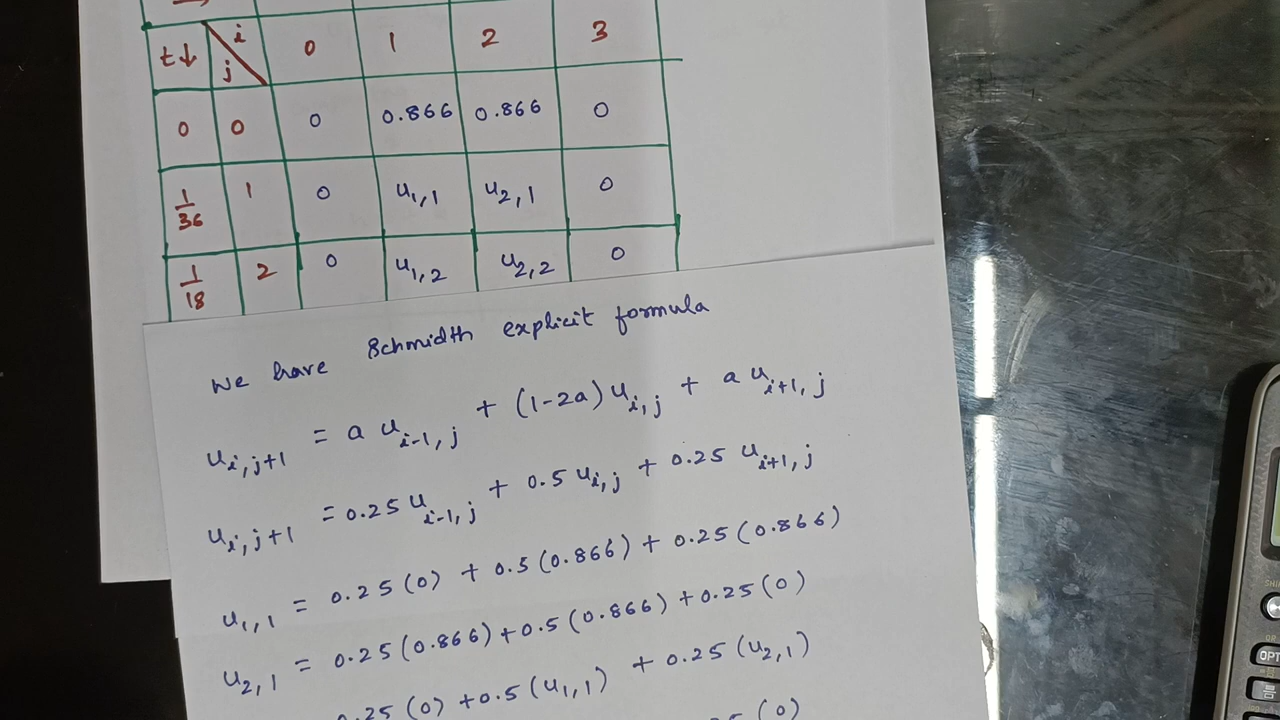 t↓ i j 0 1 2 3
0 0 0 0.866 0.866 0
1/36 1 0 u1,1 u2,1 0
1/18 2 0 u1,2 u2,2 0
We have Schmidth explicit formula
ui,j+1 = a ui-1,j + (1-2a) ui,j + a ui+1,j
ui,j+1 = 0.25 ui-1,j + 0.5 ui,j + 0.25 ui+1,j
u1,1 = 0.25(0) + 0.5(0.866) + 0.25(0.866)
u2,1 = 0.25(0.866) + 0.5(0.866) + 0.25(0)
0.25(0) + 0.5(u1,1) + 0.25(u2,1)
(0)
OPT